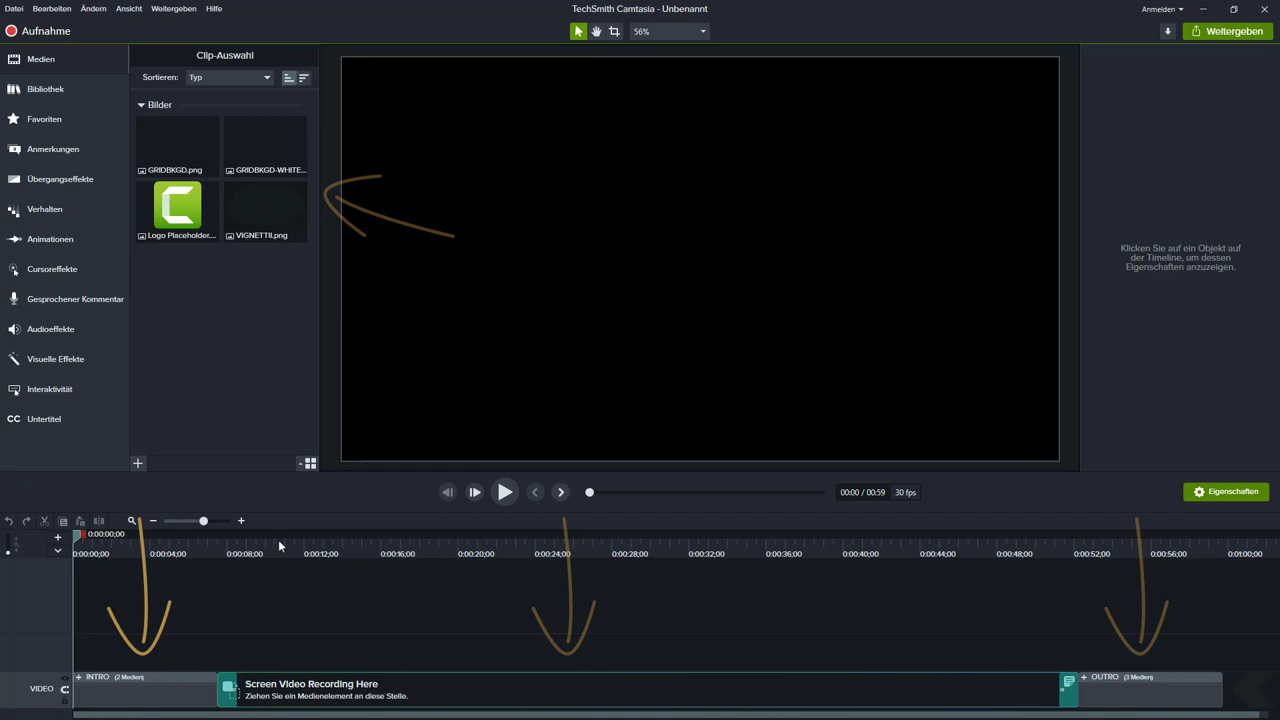 Datei Bearbeiten Ändern Ansicht Weitergeben Hilfe
TechSmith Camtasia - Unbenannt
Anmelden
Aufnahme
56%
Weitergeben
Medien
Bibliothek
Favoriten
Anmerkungen
Übergangseffekte
Verhalten
Animationen
Cursoreffekte
Gesprochener Kommentar
Audioeffekte
Visuelle Effekte
Interaktivität
CC Untertitel
Clip-Auswahl
Sortieren: Typ
Bilder
GRIDBKGD.png
GRIDBKGD-WHITE...
Logo Placeholder....
VIGNETTII.png
Klicken Sie auf ein Objekt auf
der Timeline, um dessen
Eigenschaften anzuzeigen.
00:00 / 00:59 30 fps
Eigenschaften
0:00:00;00
0:00:00;00 0:00:04;00 0:00:08;00 0:00:12;00 0:00:16;00 0:00:20;00 0:00:24;00 0:00:28;00 0:00:32;00 0:00:36;00 0:00:40;00 0:00:44;00 0:00:48;00 0:00:52;00 0:00:56;00 0:01:00;00
VIDEO
+ INTRO (2 Medien)
Screen Video Recording Here
Ziehen Sie ein Medienelement an diese Stelle.
+ OUTRO (3 Medien)